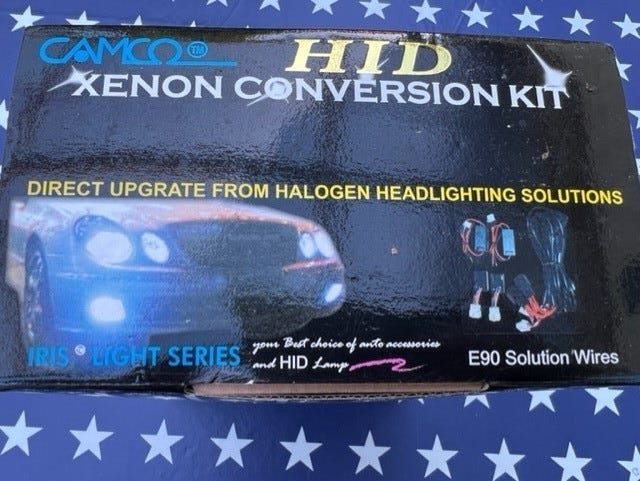 CAMCO TM
HID
XENON CONVERSION KIT
DIRECT UPGRATE FROM HALOGEN HEADLIGHTING SOLUTIONS
IRIS ® LIGHT SERIES
your Best choice of auto accessories
and HID Lamp
E90 Solution Wires